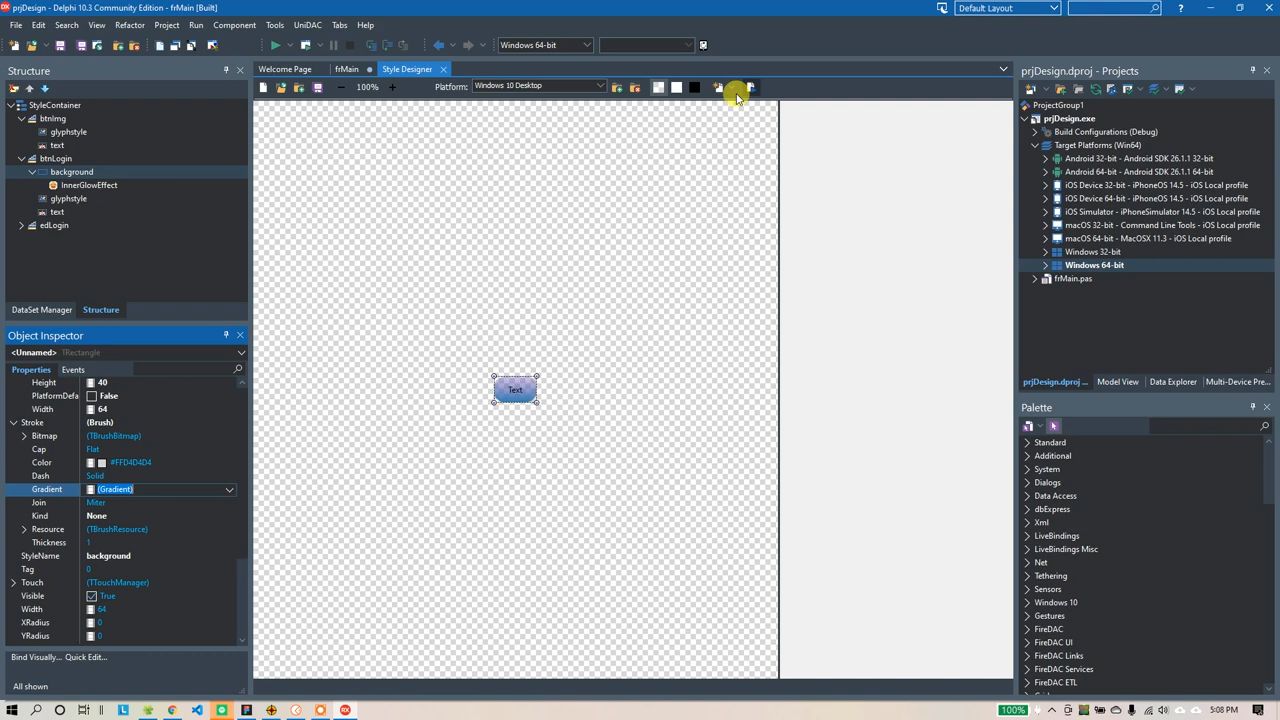 prjDesign - Delphi 10.3 Community Edition - frMain [Built]
Default Layout
File Edit Search View Refactor Project Run Component Tools UniDAC Tabs Help
Windows 64-bit
Structure
StyleContainer
btnImg
glyphstyle
text
btnLogin
background
InnerGlowEffect
glyphstyle
text
edLogin
DataSet Manager Structure
Object Inspector
<Unnamed> TRectangle
Properties Events
Height 40
PlatformDefa False
Width 64
Stroke (Brush)
Bitmap (TBrushBitmap)
Cap Flat
Color #FFD4D4D4
Dash Solid
Gradient (Gradient)
Join Miter
Kind None
Resource (TBrushResource)
Thickness 1
StyleName background
Tag 0
Touch (TTouchManager)
Visible True
Width 64
XRadius 0
YRadius 0
Bind Visually... Quick Edit...
All shown
Welcome Page frMain Style Designer
100% Platform: Windows 10 Desktop
Text
prjDesign.dproj - Projects
ProjectGroup1
prjDesign.exe
Build Configurations (Debug)
Target Platforms (Win64)
Android 32-bit - Android SDK 26.1.1 32-bit
Android 64-bit - Android SDK 26.1.1 64-bit
iOS Device 32-bit - iPhoneOS 14.5 - iOS Local profile
iOS Device 64-bit - iPhoneOS 14.5 - iOS Local profile
iOS Simulator - iPhoneSimulator 14.5 - iOS Local profile
macOS 32-bit - Command Line Tools - iOS Local profile
macOS 64-bit - MacOSX 11.3 - iOS Local profile
Windows 32-bit
Windows 64-bit
frMain.pas
prjDesign.dproj ... Model View Data Explorer Multi-Device Pre...
Palette
Standard
Additional
System
Dialogs
Data Access
dbExpress
Xml
LiveBindings
LiveBindings Misc
Net
Tethering
Sensors
Windows 10
Gestures
FireDAC
FireDAC UI
FireDAC Links
FireDAC Services
FireDAC ETL
100% 5:08 PM